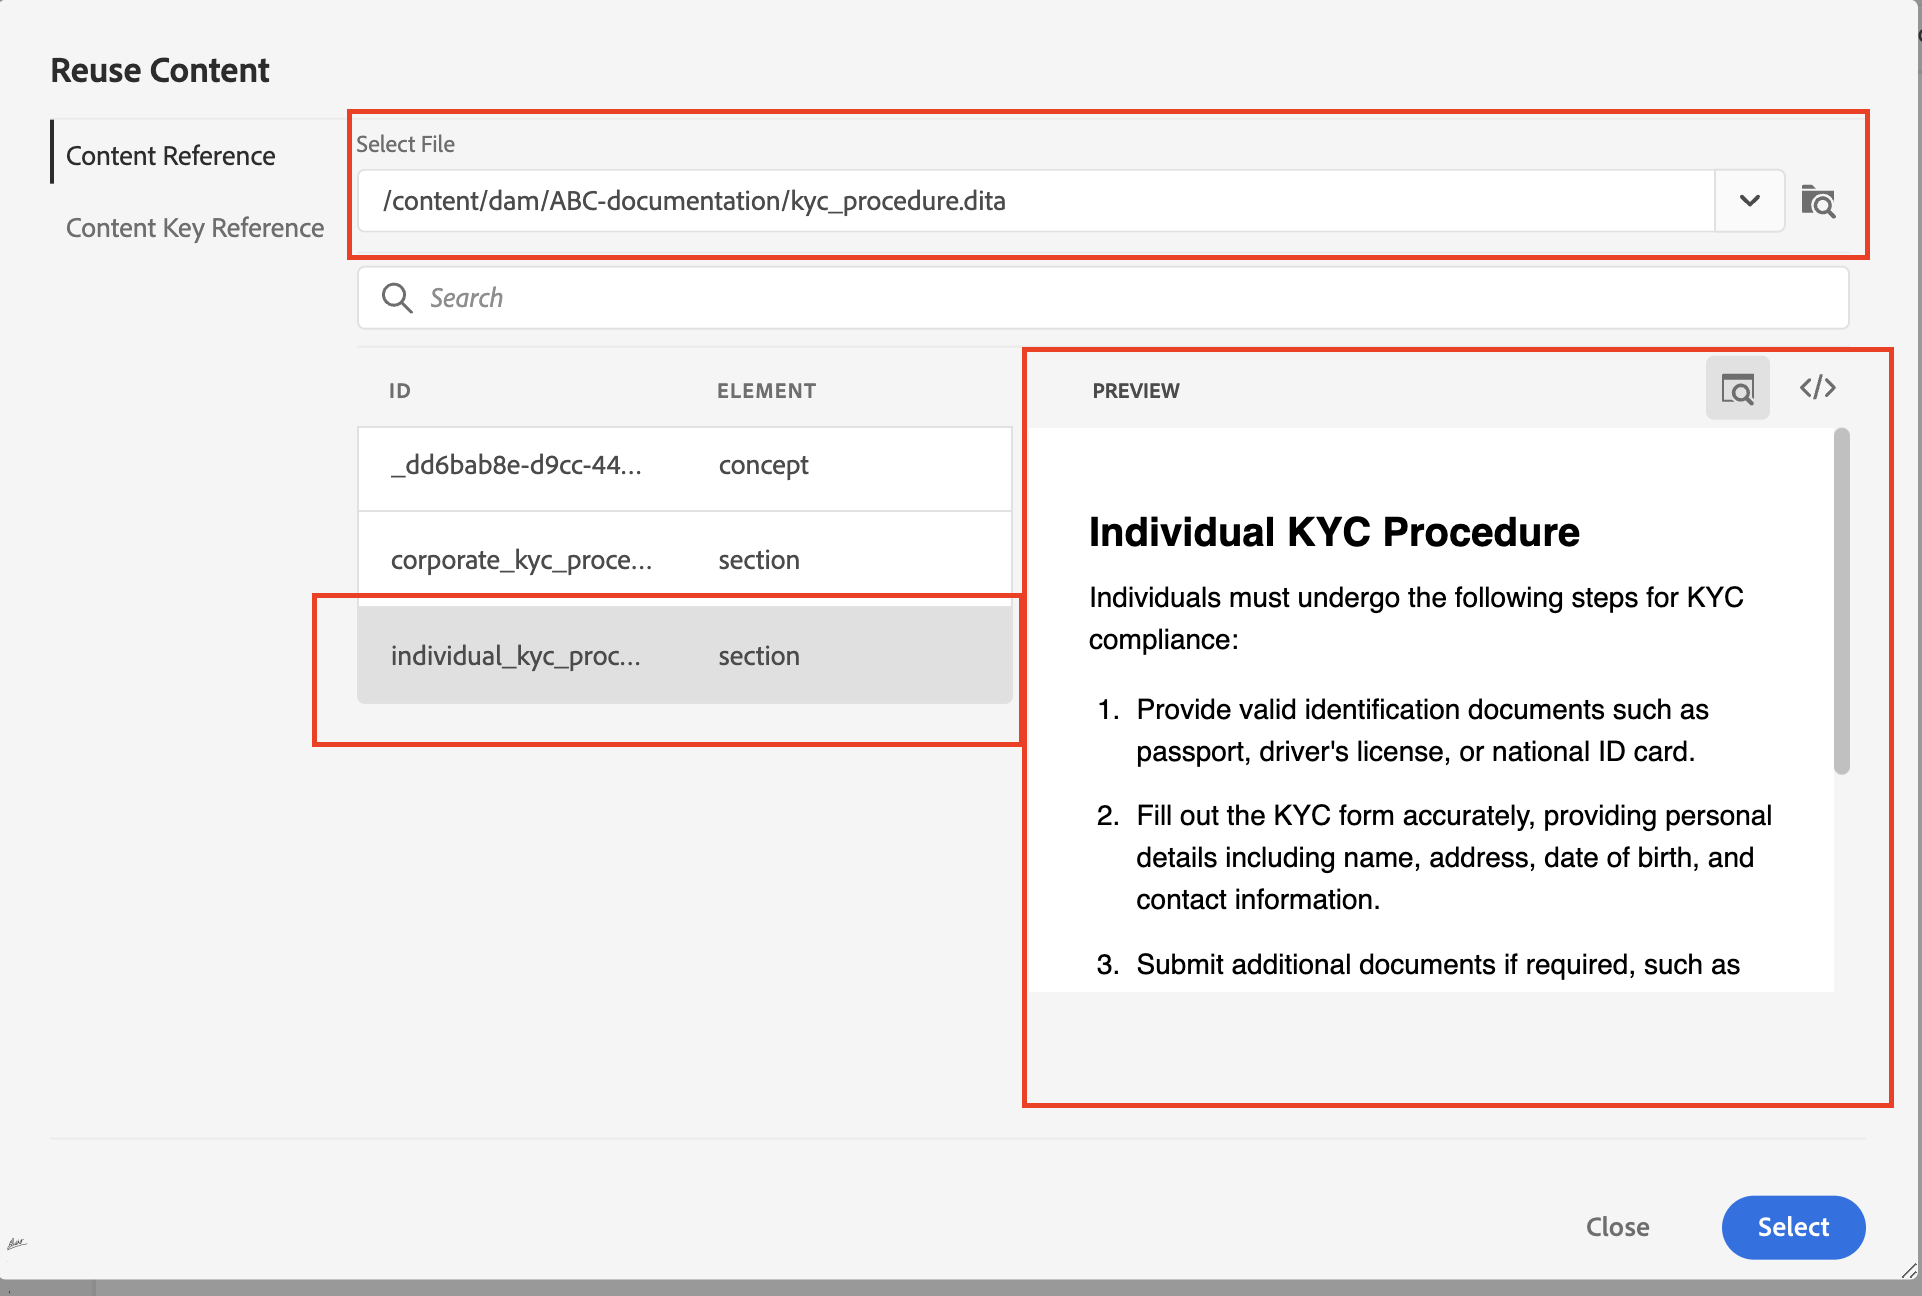 Reuse Content
Content Reference
Content Key Reference
Select File
/content/dam/ABC-documentation/kyc_procedure.dita
Search
ID ELEMENT
_dd6bab8e-d9cc-44... concept
corporate_kyc_proce... section
individual_kyc_proc... section
PREVIEW </>
Individual KYC Procedure
Individuals must undergo the following steps for KYC
compliance:
1. Provide valid identification documents such as
passport, driver's license, or national ID card.
2. Fill out the KYC form accurately, providing personal
details including name, address, date of birth, and
contact information.
3. Submit additional documents if required, such as
Close Select